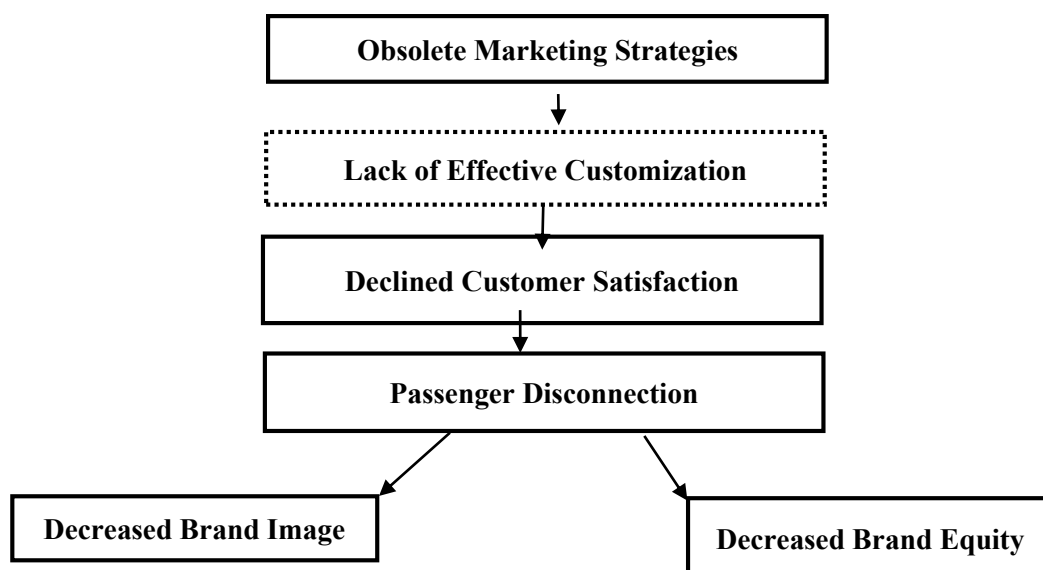 Obsolete Marketing Strategies
Lack of Effective Customization
Declined Customer Satisfaction
Passenger Disconnection
Decreased Brand Image
Decreased Brand Equity